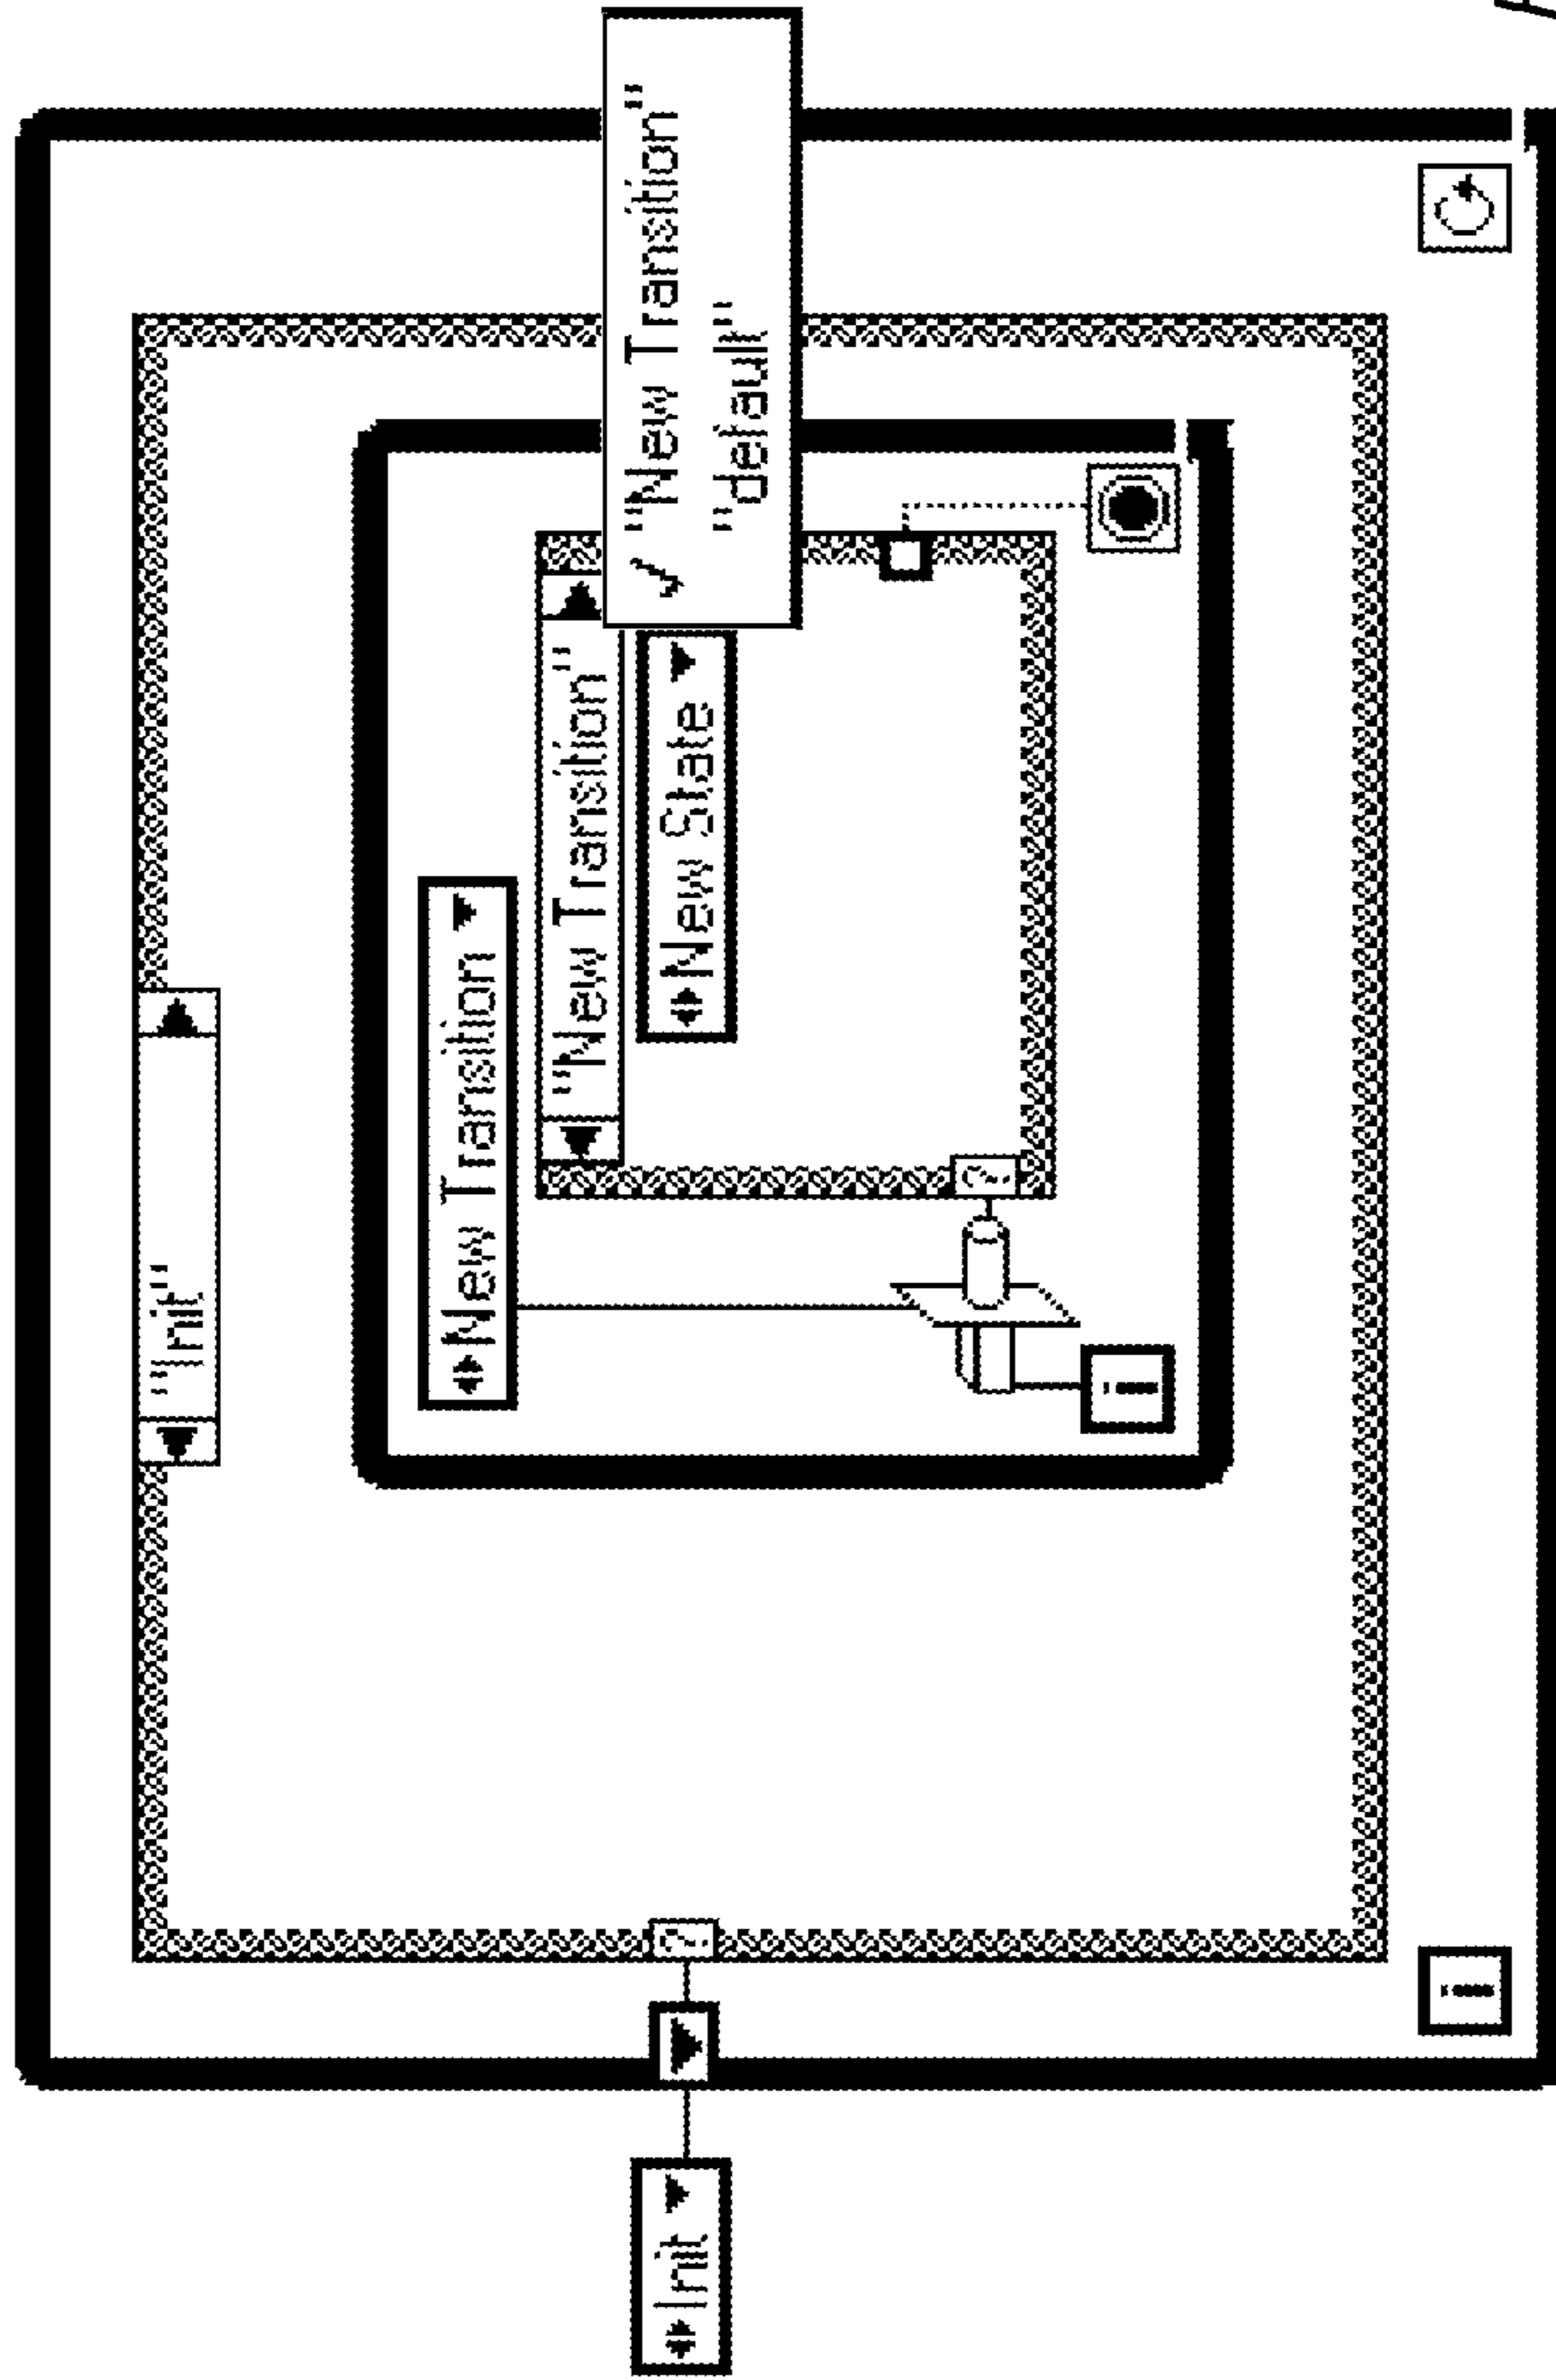 "Init"
New Transition
"New Transition"
New State
✓ "New Transition"
"default"
?
i
Init
?
i